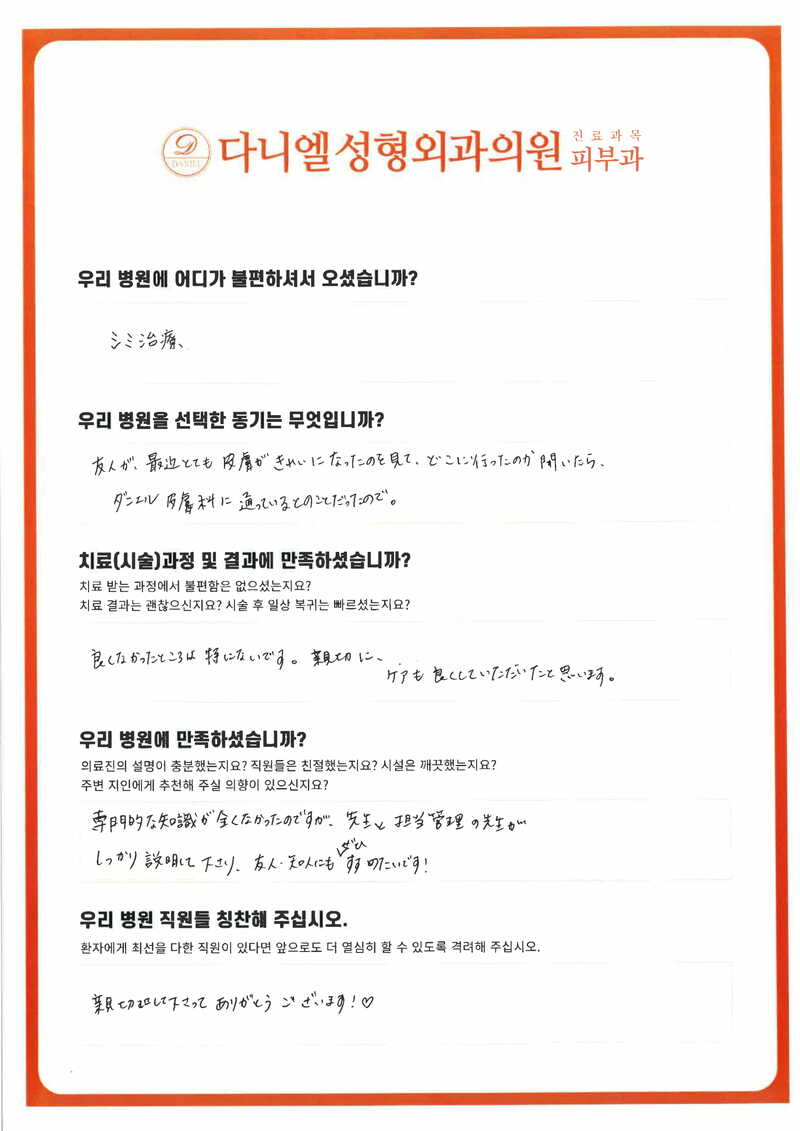 DANIEL
다니엘성형외과의원 진료과목 피부과
우리 병원에 어디가 불편하셔서 오셨습니까?
シミ治療、
우리 병원을 선택한 동기는 무엇입니까?
友人が、最近とても皮膚がきれいになったのを見て、どこに行ったのか聞いたら、
ダニエル皮膚科に通っているとのことだったので。
치료(시술)과정 및 결과에 만족하셨습니까?
치료 받는 과정에서 불편함은 없으셨는지요?
치료 결과는 괜찮으신지요? 시술 후 일상 복귀는 빠르셨는지요?
良くなかったところは特にないです。親切に、
ケアも良くしていただいたと思います。
우리 병원에 만족하셨습니까?
의료진의 설명이 충분했는지요? 직원들은 친절했는지요? 시설은 깨끗했는지요?
주변 지인에게 추천해 주실 의향이 있으신지요?
専門的な知識が全くなかったのですが、先生と担当管理の先生が
しっかり説明して下さり、友人・知人にもぜひすすめたいです!
우리 병원 직원들 칭찬해 주십시오.
환자에게 최선을 다한 직원이 있다면 앞으로도 더 열심히 할 수 있도록 격려해 주십시오.
親切にして下さってありがとうございます!♡